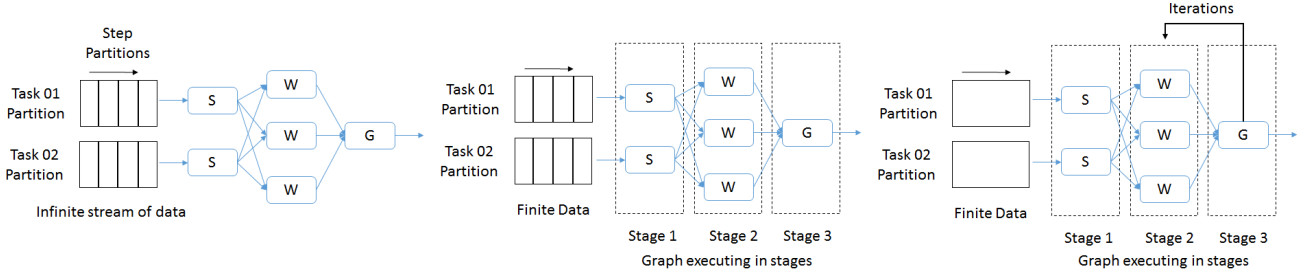 Step
Partitions
Task 01
Partition
Task 02
Partition
S
S
W
W
W
G
Infinite stream of data
Task 01
Partition
Task 02
Partition
S
S
W
W
W
G
Finite Data
Stage 1
Stage 2
Stage 3
Graph executing in stages
Iterations
Task 01
Partition
Task 02
Partition
S
S
W
W
W
G
Finite Data
Stage 1
Stage 2
Stage 3
Graph executing in stages